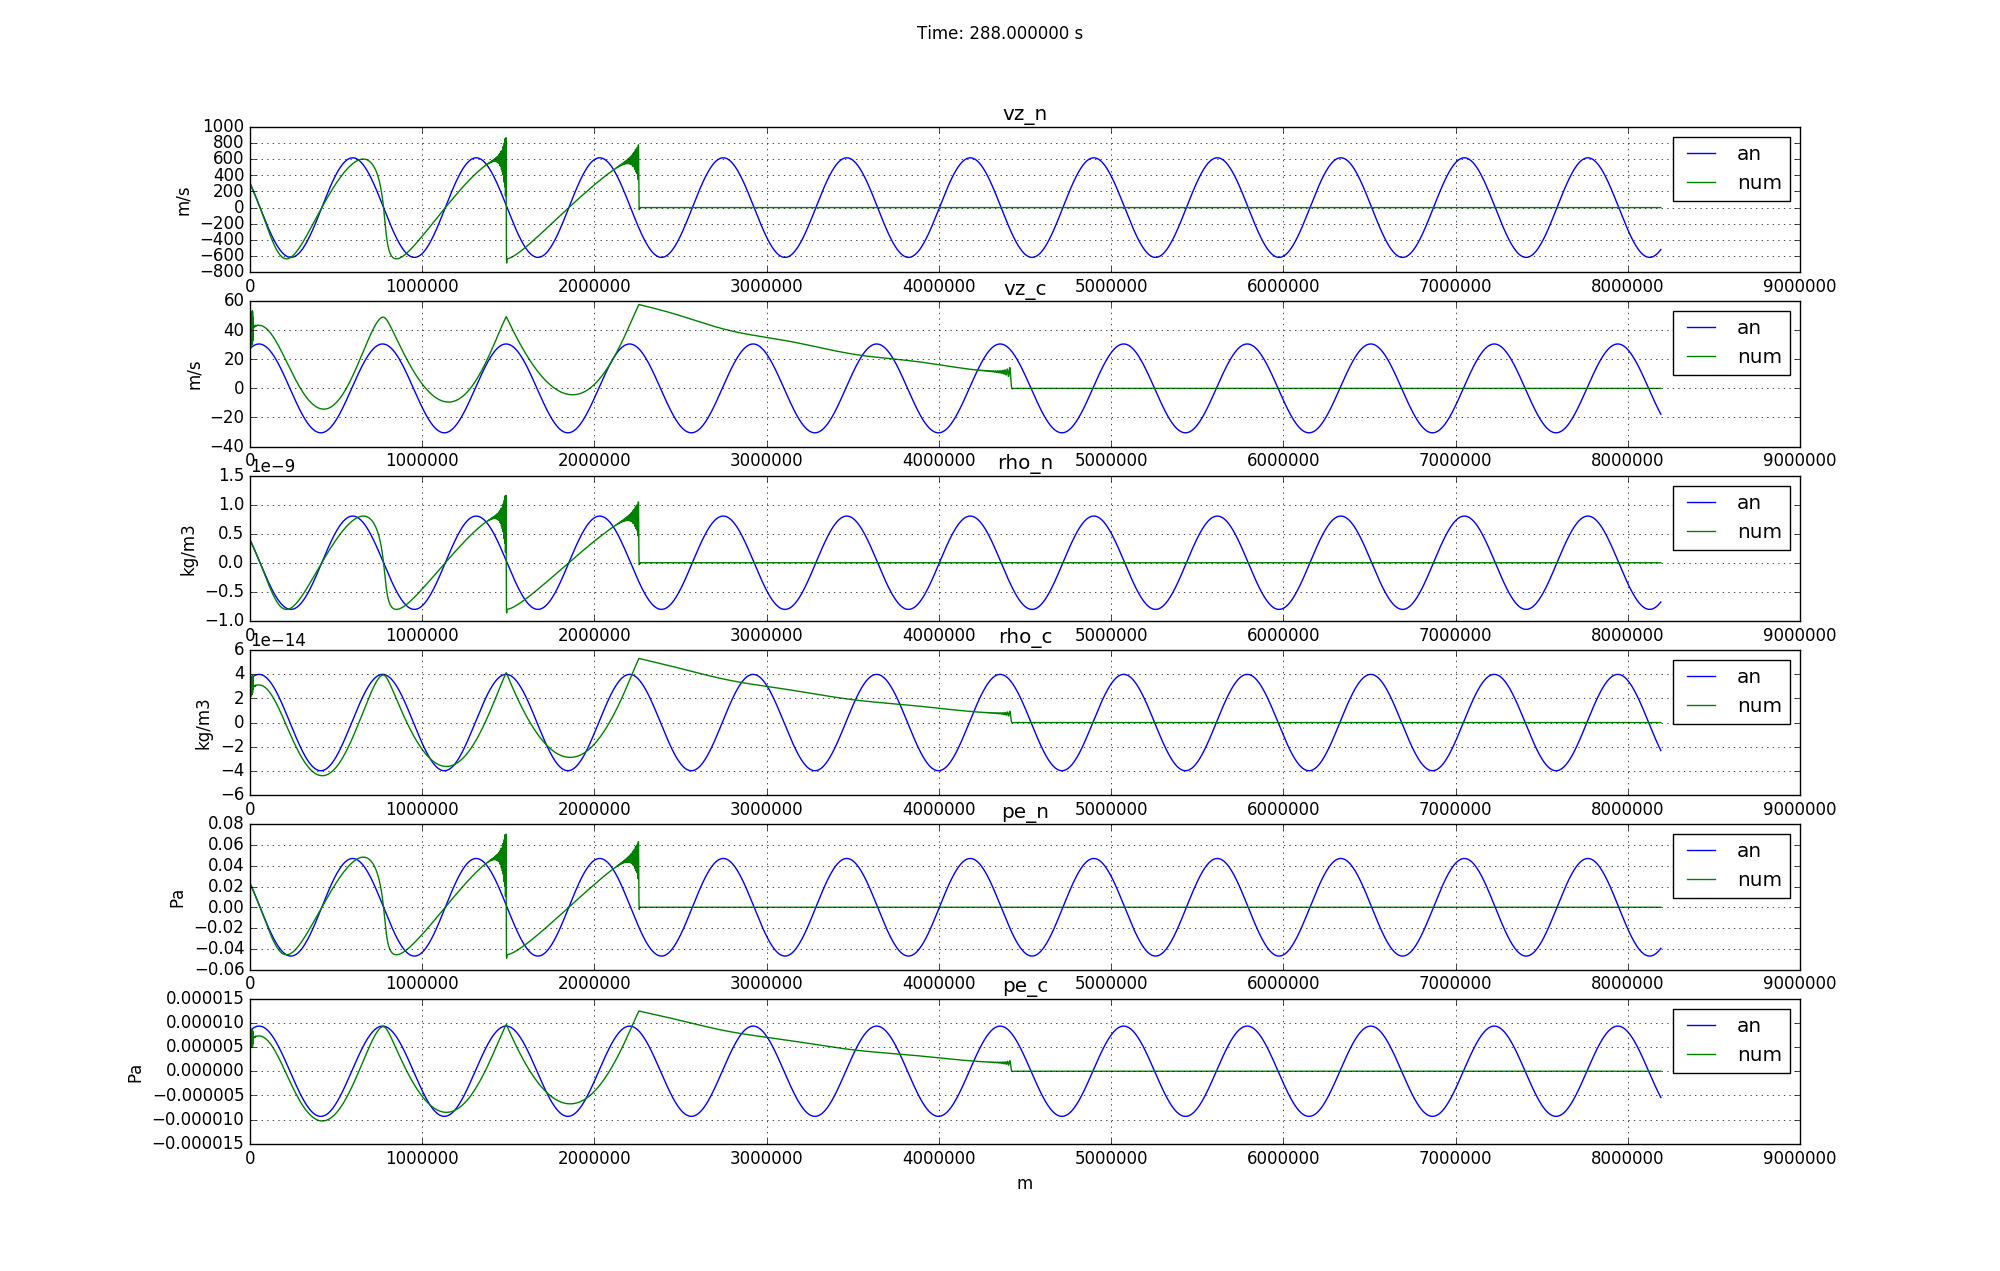 Time: 288.000000 s
vz_n
1000
800
600
400
200
0
−200
−400
−600
−800
m/s
an
num
0 1000000 2000000 3000000 4000000 5000000 6000000 7000000 8000000 9000000
vz_c
60
40
20
0
−20
−40
m/s
an
num
0 1000000 2000000 3000000 4000000 5000000 6000000 7000000 8000000 9000000
1e−9
rho_n
1.5
1.0
0.5
0.0
−0.5
−1.0
kg/m3
an
num
0 1000000 2000000 3000000 4000000 5000000 6000000 7000000 8000000 9000000
1e−14
rho_c
6
4
2
0
−2
−4
−6
kg/m3
an
num
0 1000000 2000000 3000000 4000000 5000000 6000000 7000000 8000000 9000000
pe_n
0.08
0.06
0.04
0.02
0.00
−0.02
−0.04
−0.06
Pa
an
num
0 1000000 2000000 3000000 4000000 5000000 6000000 7000000 8000000 9000000
pe_c
0.000015
0.000010
0.000005
0.000000
−0.000005
−0.000010
−0.000015
Pa
an
num
0 1000000 2000000 3000000 4000000 5000000 6000000 7000000 8000000 9000000
m